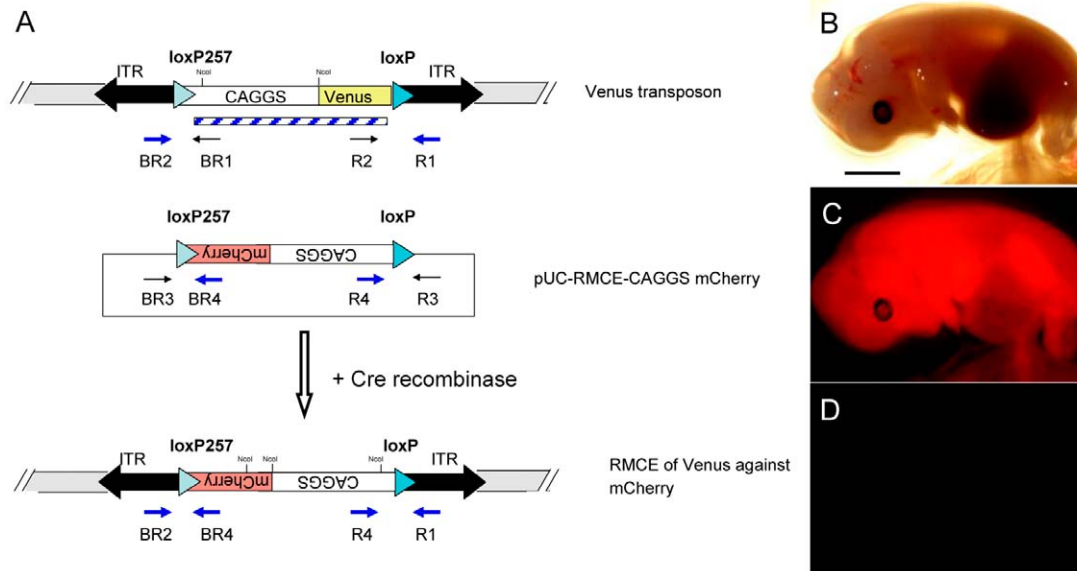 A
loxP257
loxP
ITR
NcoI
NcoI
ITR
CAGGS
Venus
Venus transposon
BR2
BR1
R2
R1
loxP257
loxP
mCherry
CAGGS
pUC-RMCE-CAGGS mCherry
BR3
BR4
R4
R3
+ Cre recombinase
loxP257
loxP
ITR
NcoI
NcoI
NcoI
ITR
mCherry
CAGGS
RMCE of Venus against
mCherry
BR2
BR4
R4
R1
B
C
D